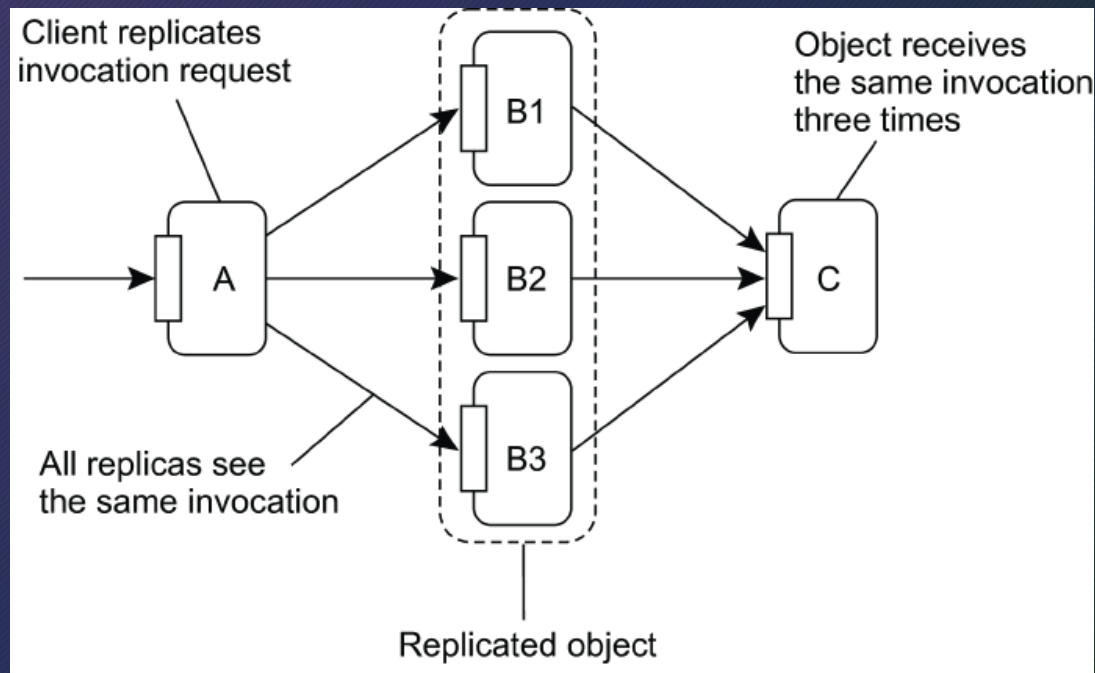 Client replicates
invocation request
Object receives
the same invocation
three times
B1
A
B2
C
B3
All replicas see
the same invocation
Replicated object